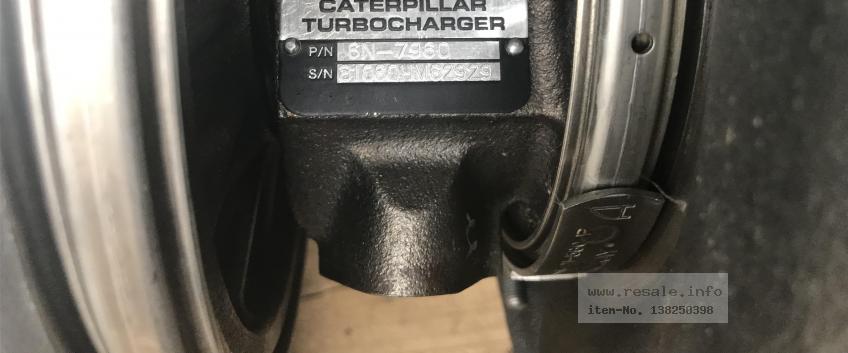 CATERPILLAR
TURBOCHARGER
P/N 6N-7960
S/N
www.resale.info
item-No. 138250398